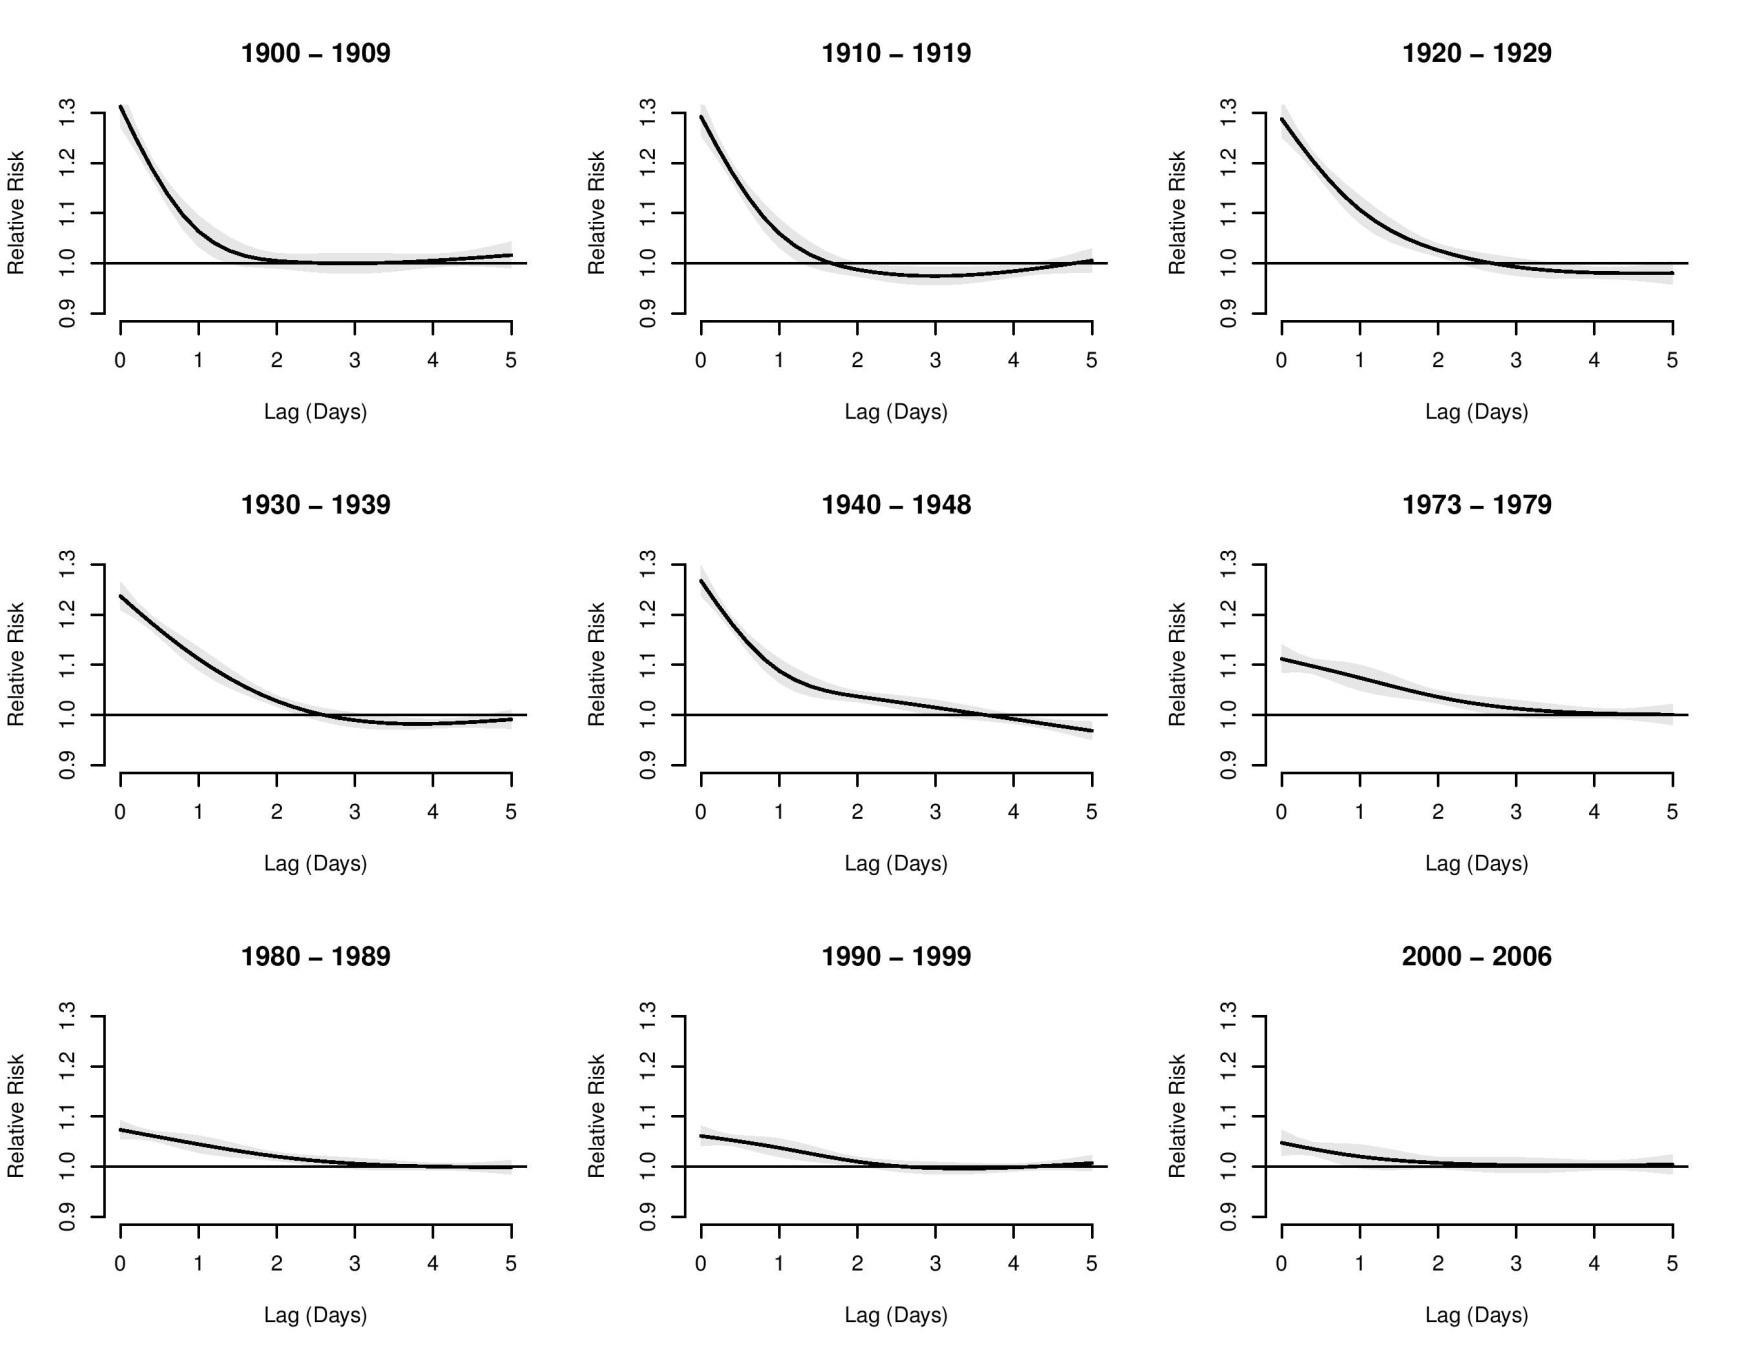 1900 – 1909
Relative Risk
0.9 1.0 1.1 1.2 1.3
0 1 2 3 4 5
Lag (Days)
1910 – 1919
Relative Risk
0.9 1.0 1.1 1.2 1.3
0 1 2 3 4 5
Lag (Days)
1920 – 1929
Relative Risk
0.9 1.0 1.1 1.2 1.3
0 1 2 3 4 5
Lag (Days)
1930 – 1939
Relative Risk
0.9 1.0 1.1 1.2 1.3
0 1 2 3 4 5
Lag (Days)
1940 – 1948
Relative Risk
0.9 1.0 1.1 1.2 1.3
0 1 2 3 4 5
Lag (Days)
1973 – 1979
Relative Risk
0.9 1.0 1.1 1.2 1.3
0 1 2 3 4 5
Lag (Days)
1980 – 1989
Relative Risk
0.9 1.0 1.1 1.2 1.3
0 1 2 3 4 5
Lag (Days)
1990 – 1999
Relative Risk
0.9 1.0 1.1 1.2 1.3
0 1 2 3 4 5
Lag (Days)
2000 – 2006
Relative Risk
0.9 1.0 1.1 1.2 1.3
0 1 2 3 4 5
Lag (Days)